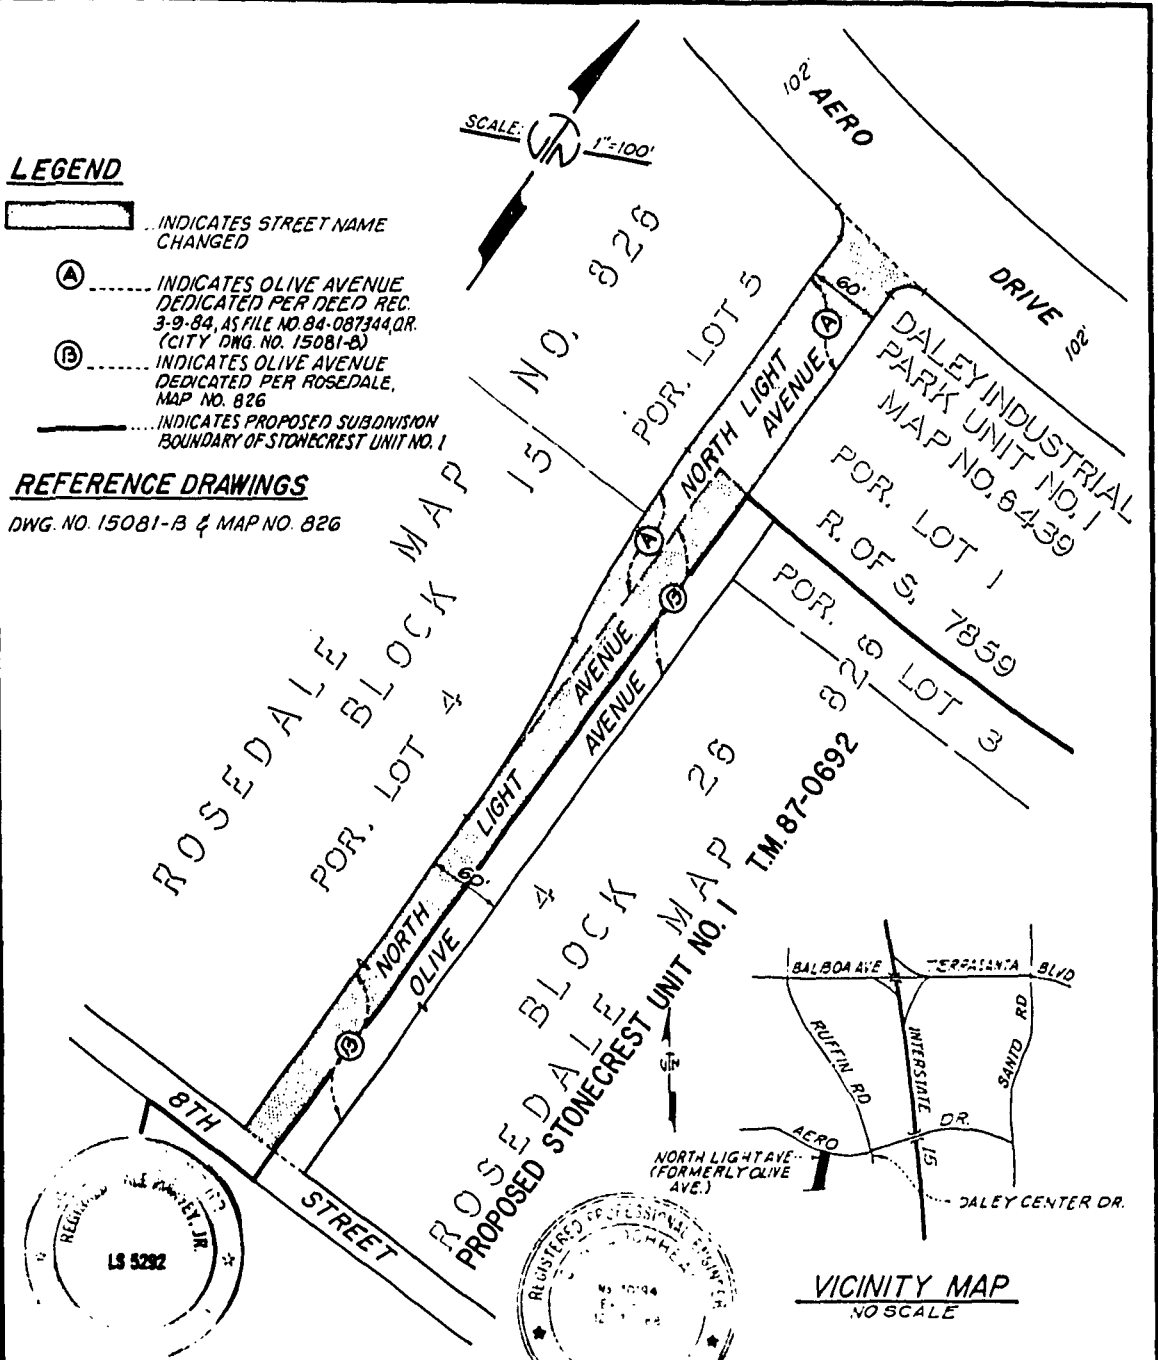 SCALE: 1"=100'
LEGEND
...INDICATES STREET NAME
CHANGED
A ....... INDICATES OLIVE AVENUE
DEDICATED PER DEED REC.
3-9-84, AS FILE NO. 84-087344, O.R.
(CITY DWG. NO. 15081-B)
B ....... INDICATES OLIVE AVENUE
DEDICATED PER ROSEDALE,
MAP NO. 826
.... INDICATES PROPOSED SUBDIVISION
BOUNDARY OF STONECREST UNIT NO. 1
REFERENCE DRAWINGS
DWG. NO. 15081-B & MAP NO. 826
102' AERO
DRIVE 102'
ROSEDALE MAP NO. 826
BLOCK 15
POR. LOT 5
POR. LOT 4
60'
A
NORTH LIGHT
AVENUE
A
B
NORTH LIGHT AVENUE
OLIVE AVENUE
60'
B
8TH STREET
DALEY INDUSTRIAL
PARK UNIT NO. 1
MAP NO. 8439
POR. LOT 1
R. OF S. 7859
POR. LOT 3
4 BLOCK 26
ROSEDALE MAP 826
PROPOSED STONECREST UNIT NO. 1 T.M. 87-0692
LS 5292
JR.
REGISTERED PROFESSIONAL ENGINEER
BALBOA AVE
TIERRASANTA BLVD
RUFFIN RD
INTERSTATE 15
SANTO RD
AERO DR.
NORTH LIGHT AVE
(FORMERLY OLIVE
AVE.)
DALEY CENTER DR.
VICINITY MAP
NO SCALE